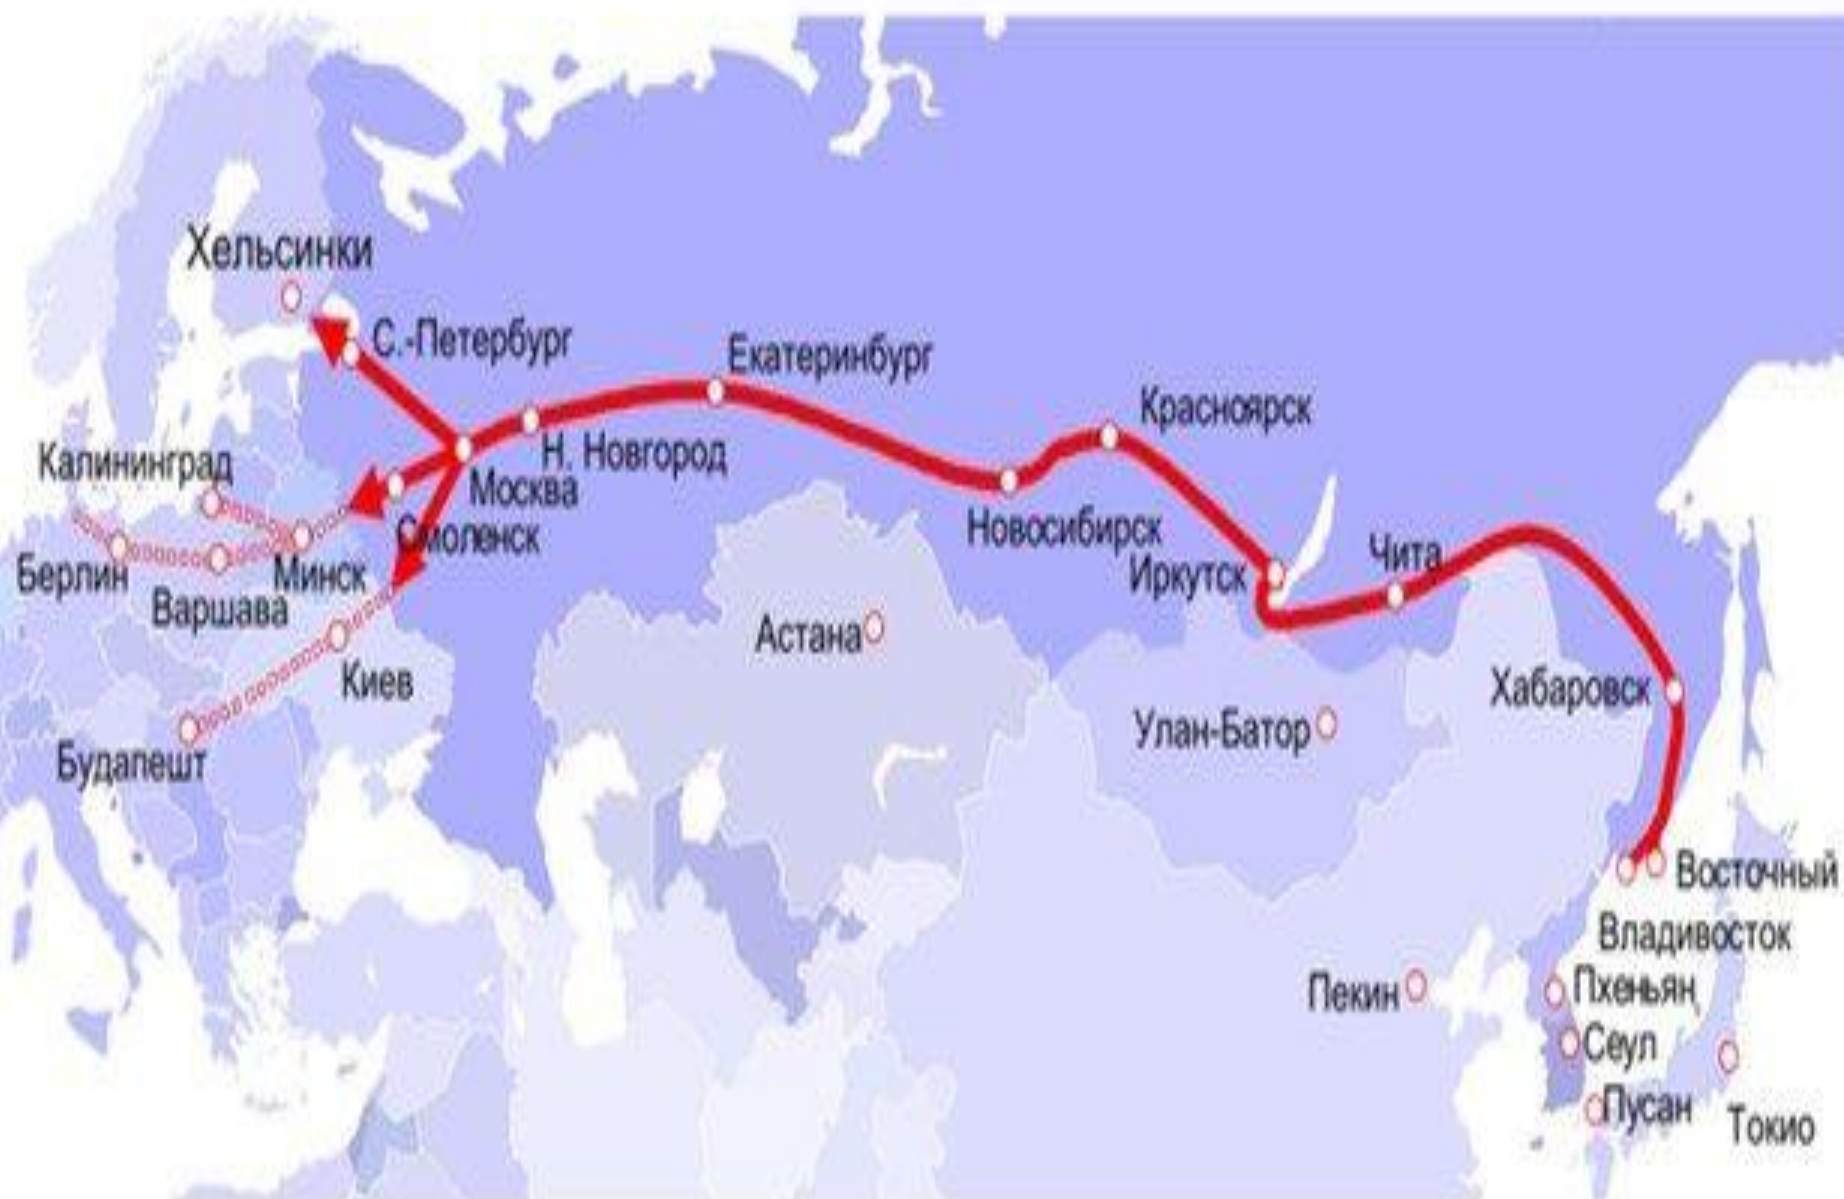 Хельсинки
С.-Петербург
Екатеринбург
Красноярск
Калининград
Н. Новгород
Москва
Смоленск
Новосибирск
Чита
Берлин
Минск
Иркутск
Варшава
Астана
Киев
Хабаровск
Улан-Батор
Будапешт
Восточный
Владивосток
Пекин
Пхеньян
Сеул
Пусан
Токио